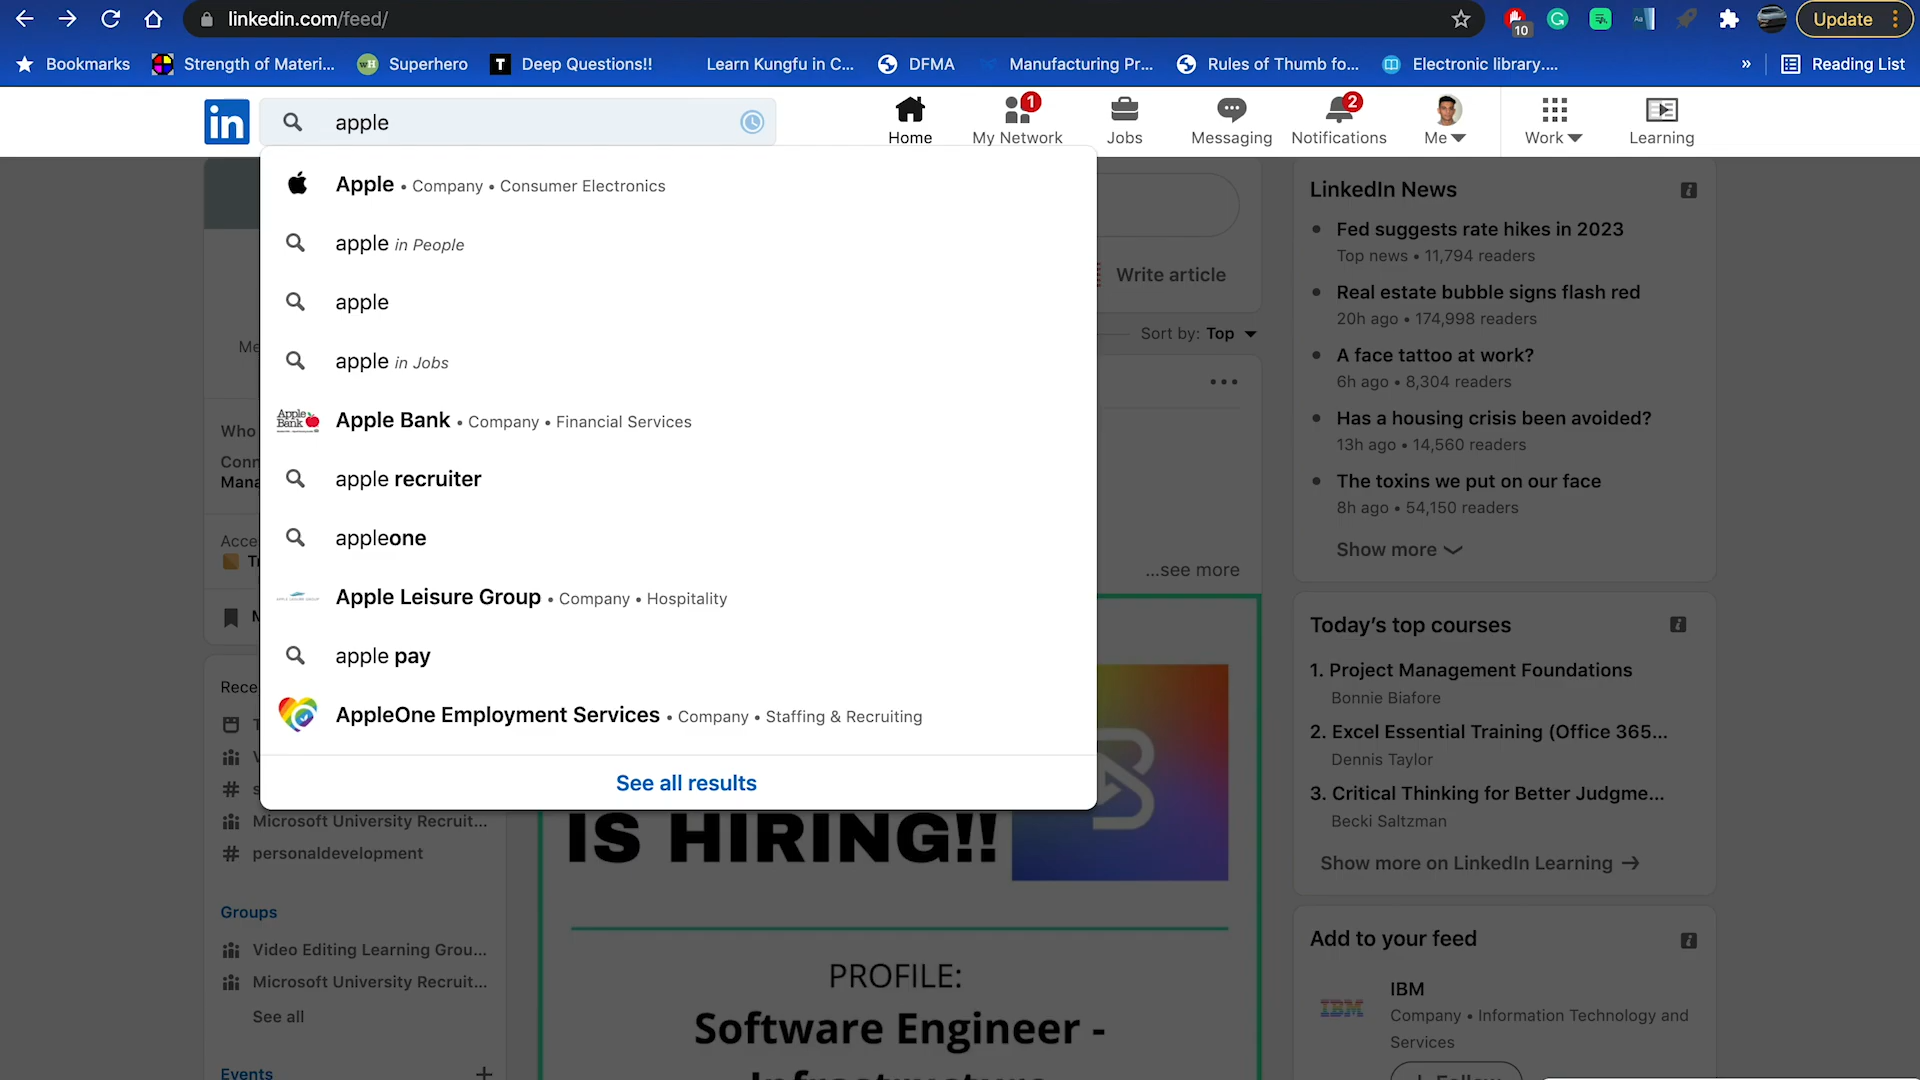 linkedin.com/feed/
10
Update
Bookmarks
Strength of Materi...
Superhero
Deep Questions!!
Learn Kungfu in C...
DFMA
Manufacturing Pr...
Rules of Thumb fo...
Electronic library....
»
Reading List
in
apple
Home
1
My Network
Jobs
Messaging
2
Notifications
Me
Work
Learning
Apple • Company • Consumer Electronics
apple in People
apple
apple in Jobs
Apple Bank
Apple Bank • Company • Financial Services
apple recruiter
appleone
Apple Leisure Group • Company • Hospitality
apple pay
AppleOne Employment Services • Company • Staffing & Recruiting
See all results
Write article
Sort by: Top
...see more
Who
Conn
Mana
Acce
Rece
Microsoft University Recruit...
# personaldevelopment
Groups
Video Editing Learning Grou...
Microsoft University Recruit...
See all
Events
IS HIRING!!
PROFILE:
Software Engineer -
LinkedIn News
Fed suggests rate hikes in 2023
Top news • 11,794 readers
Real estate bubble signs flash red
20h ago • 174,998 readers
A face tattoo at work?
6h ago • 8,304 readers
Has a housing crisis been avoided?
13h ago • 14,560 readers
The toxins we put on our face
8h ago • 54,150 readers
Show more
Today's top courses
1. Project Management Foundations
Bonnie Biafore
2. Excel Essential Training (Office 365...
Dennis Taylor
3. Critical Thinking for Better Judgme...
Becki Saltzman
Show more on LinkedIn Learning →
Add to your feed
IBM
IBM
Company • Information Technology and
Services